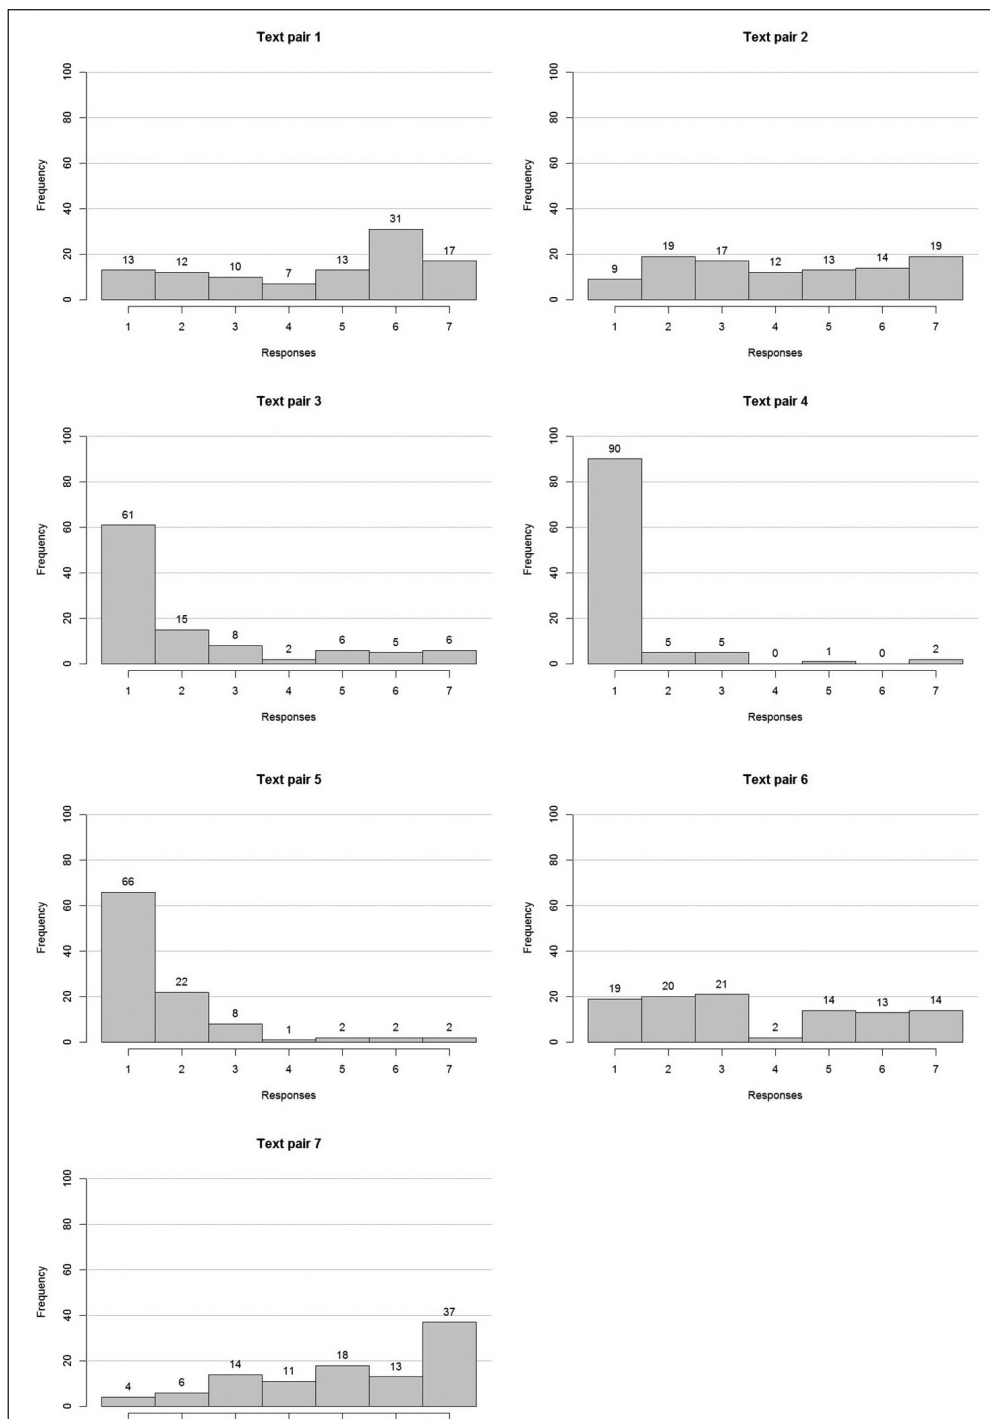 Text pair 1
100
80
60
40
20
0
Frequency
13 12 10 7 13 31 17
1 2 3 4 5 6 7
Responses
Text pair 2
100
80
60
40
20
0
Frequency
9 19 17 12 13 14 19
1 2 3 4 5 6 7
Responses
Text pair 3
100
80
60
40
20
0
Frequency
61 15 8 2 6 5 6
1 2 3 4 5 6 7
Responses
Text pair 4
100
80
60
40
20
0
Frequency
90 5 5 0 1 0 2
1 2 3 4 5 6 7
Responses
Text pair 5
100
80
60
40
20
0
Frequency
66 22 8 1 2 2 2
1 2 3 4 5 6 7
Responses
Text pair 6
100
80
60
40
20
0
Frequency
19 20 21 2 14 13 14
1 2 3 4 5 6 7
Responses
Text pair 7
100
80
60
40
20
0
Frequency
4 6 14 11 18 13 37